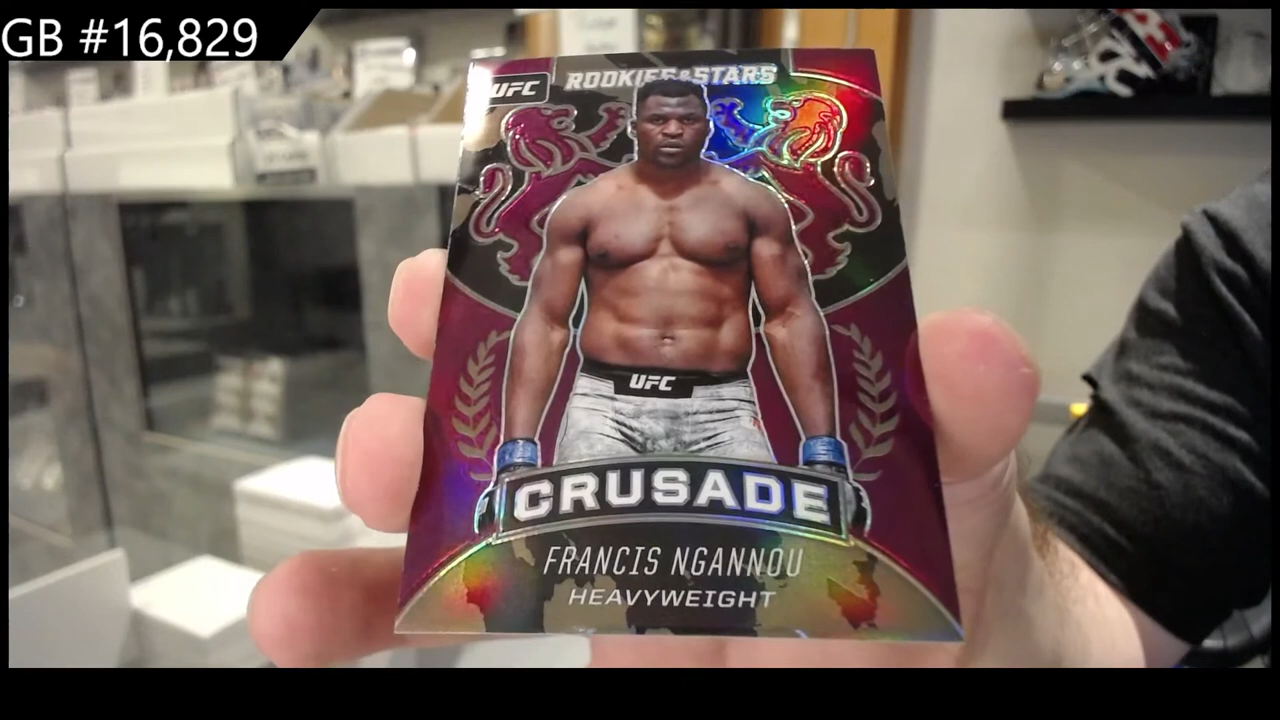 GB #16,829
UFC
ROOKIES & STARS
UFC
CRUSADE
FRANCIS NGANNOU
HEAVYWEIGHT